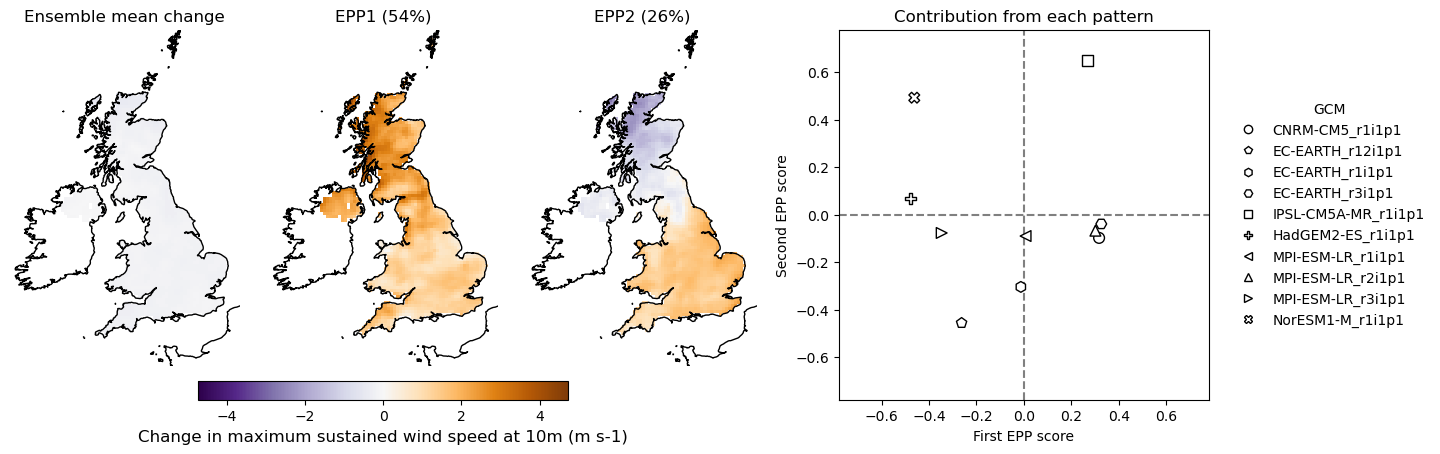 Ensemble mean change
EPP1 (54%)
EPP2 (26%)
Contribution from each pattern
−4
−2
0
2
4
Change in maximum sustained wind speed at 10m (m s-1)
Second EPP score
0.6
0.4
0.2
0.0
−0.2
−0.4
−0.6
−0.6
−0.4
−0.2
0.0
0.2
0.4
0.6
First EPP score
GCM
CNRM-CM5_r1i1p1
EC-EARTH_r12i1p1
EC-EARTH_r1i1p1
EC-EARTH_r3i1p1
IPSL-CM5A-MR_r1i1p1
HadGEM2-ES_r1i1p1
MPI-ESM-LR_r1i1p1
MPI-ESM-LR_r2i1p1
MPI-ESM-LR_r3i1p1
NorESM1-M_r1i1p1